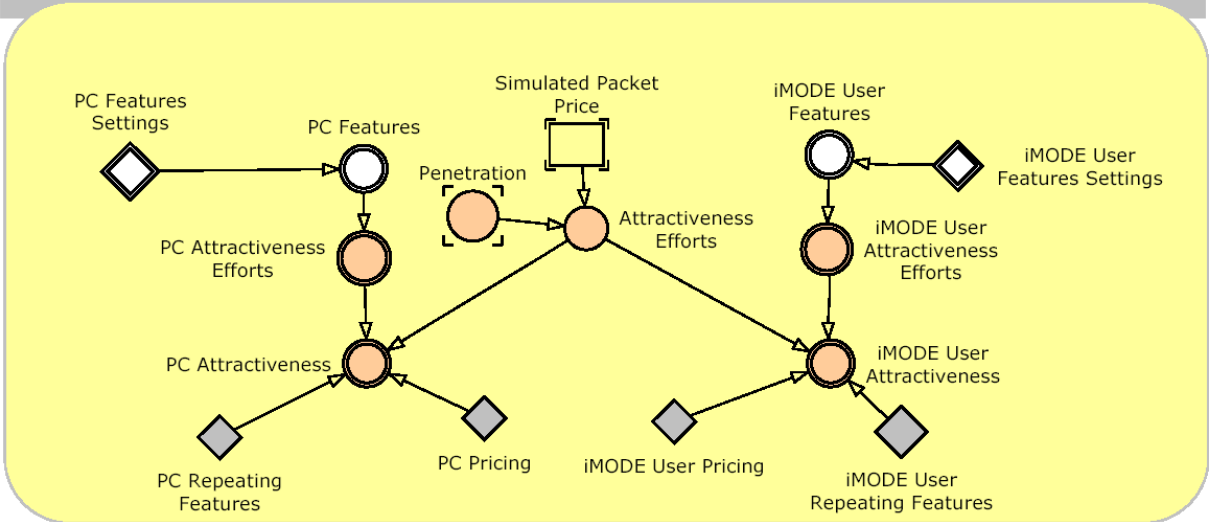 Simulated Packet
Price
iMODE User
Features
PC Features
Settings
PC Features
iMODE User
Features Settings
Penetration
Attractiveness
Efforts
PC Attractiveness
Efforts
iMODE User
Attractiveness
Efforts
PC Attractiveness
iMODE User
Attractiveness
PC Pricing
iMODE User Pricing
PC Repeating
Features
iMODE User
Repeating Features